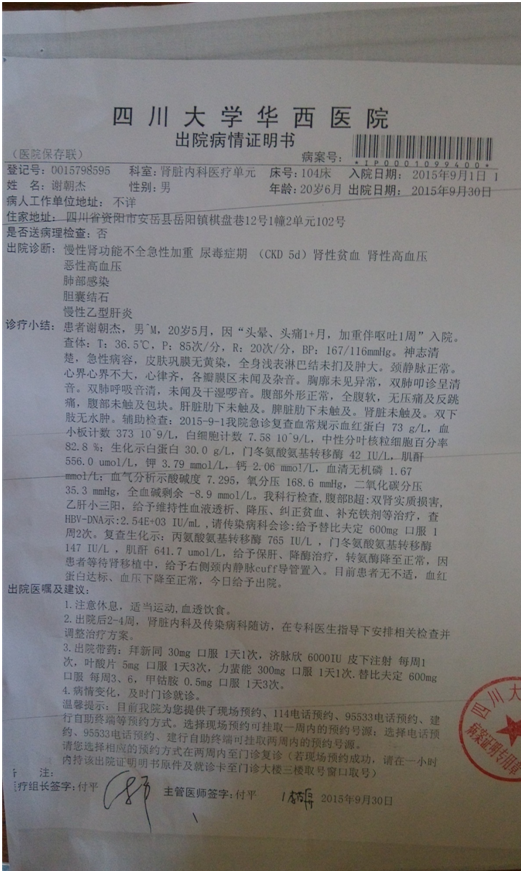 四川大学华西医院
出院病情证明书
(医院保存联)
病案号:
*IP0001099400*
登记号: 0015798595 科室: 肾脏内科医疗单元 床号: 104床 入院日期: 2015年9月1日 1
姓 名: 谢朝杰 性别: 男 年龄: 20岁6月 出院日期: 2015年9月30日
病人工作单位地址: 不详
住家地址: 四川省资阳市安岳县岳阳镇棋盘巷12号1幢2单元102号
是否送病理检查: 否
出院诊断: 慢性肾功能不全急性加重 尿毒症期 (CKD 5d) 肾性贫血 肾性高血压
恶性高血压
肺部感染
胆囊结石
慢性乙型肝炎
诊疗小结: 患者谢朝杰, 男^M, 20岁5月, 因"头晕、头痛1+月, 加重伴呕吐1周"入院。
查体: T: 36.5℃, P: 85次/分, R: 20次/分, BP: 167/116mmHg。神志清
楚, 急性病容, 皮肤巩膜无黄染, 全身浅表淋巴结未扪及肿大。颈静脉正常。
心界心界不大, 心律齐, 各瓣膜区未闻及杂音。胸廓未见异常, 双肺叩诊呈清
音。双肺呼吸音清, 未闻及干湿啰音。腹部外形正常, 全腹软, 无压痛及反跳
痛, 腹部未触及包块。肝脏肋下未触及。脾脏肋下未触及。肾脏未触及。双下
肢无水肿。辅助检查: 2015-9-1我院急诊复查血常规示血红蛋白 73 g/L, 血
小板计数 373 10^9/L, 白细胞计数 7.58 10^9/L, 中性分叶核粒细胞百分率
82.8 %; 生化示白蛋白 30.0 g/L, 门冬氨酸氨基转移酶 42 IU/L, 肌酐
556.0 umol/L, 钾 3.79 mmol/L, 钙 2.06 mmol/L, 血清无机磷 1.67
mmol/L; 血气分析示酸碱度 7.295, 氧分压 168.6 mmHg, 二氧化碳分压
35.3 mmHg, 全血碱剩余 -8.9 mmol/L。我科行检查, 腹部B超: 双肾实质损害,
乙肝小三阳, 给予维持性血液透析、降压、纠正贫血、补充铁剂等治疗, 查
HBV-DNA示: 2.54E+03 IU/mL, 请传染病科会诊: 给予替比夫定 600mg 口服 1
周2次。复查生化示: 丙氨酸氨基转移酶 765 IU/L, 门冬氨酸氨基转移酶
147 IU/L, 肌酐 641.7 umol/L, 给予保肝、降酶治疗, 转氨酶降至正常, 因
患者等待肾移植中, 给予右侧颈内静脉cuff导管置入。目前患者无不适, 血红
蛋白达标、血压下降至正常, 今日给予出院。
出院医嘱及建议:
1.注意休息, 适当运动, 血透饮食。
2.出院后2-4周, 肾脏内科及传染病科随访, 在专科医生指导下安排相关检查并
调整治疗方案。
3.出院带药: 拜新同 30mg 口服 1天1次, 济脉欣 6000IU 皮下注射 每周1
次, 叶酸片 5mg 口服 1天3次, 力蜚能 300mg 口服 1天1次. 替比夫定 600mg
口服 每周3、6, 甲钴胺 0.5mg 口服 1天3次。
4.病情变化, 及时门诊就诊。
温馨提示: 目前我院为您提供了现场预约、114电话预约、95533电话预约、建
行自助终端等预约方式。选择现场预约可挂一周内的预约号源; 选择电话预
约、95533电话预约、建行自助终端可挂取两周内的预约号源。
请您选择相应的预约方式在两周内至门诊复诊 (若现场预约成功, 请在一小时
内持该出院证明书原件及就诊卡至门诊大楼三楼取号窗口取号)
注:
医疗组长签字: 付平 主管医师签字: 付平 2015年9月30日
四川大
病案证明专用章